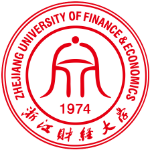 ZHEJIANG UNIVERSITY OF FINANCE & ECONOMICS
1974
浙江财经大学